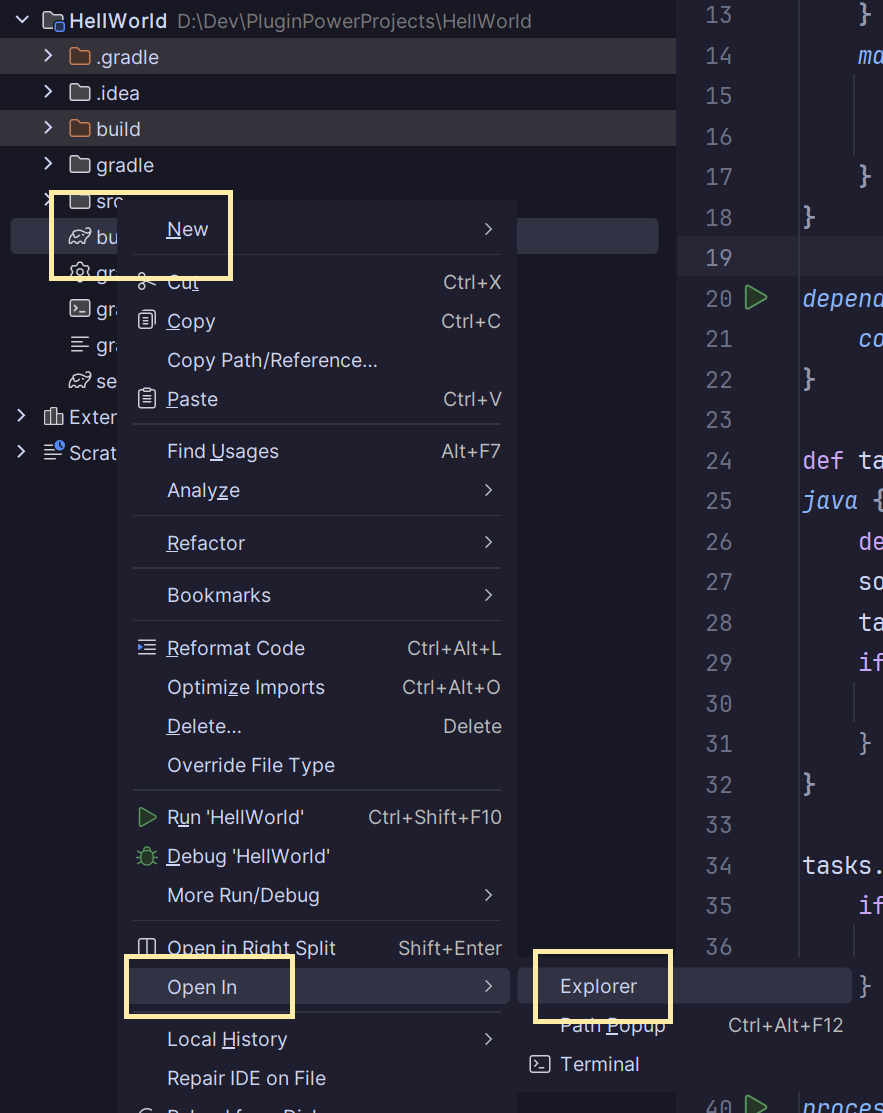 HellWorld D:\Dev\PluginPowerProjects\HellWorld
.gradle
.idea
build
gradle
src
bu
gr
gra
gra
se
Exter
Scrat
New
Cut Ctrl+X
Copy Ctrl+C
Copy Path/Reference...
Paste Ctrl+V
Find Usages Alt+F7
Analyze
Refactor
Bookmarks
Reformat Code Ctrl+Alt+L
Optimize Imports Ctrl+Alt+O
Delete... Delete
Override File Type
Run 'HellWorld' Ctrl+Shift+F10
Debug 'HellWorld'
More Run/Debug
Open in Right Split Shift+Enter
Open In
Local History
Repair IDE on File
Explorer
Path Popup Ctrl+Alt+F12
Terminal
13 }
14 ma
15
16
17 }
18 }
19
20 depend
21 co
22 }
23
24 def ta
25 java {
26 de
27 so
28 ta
29 if
30
31 }
32 }
33
34 tasks.
35 if
36
}
40 proces